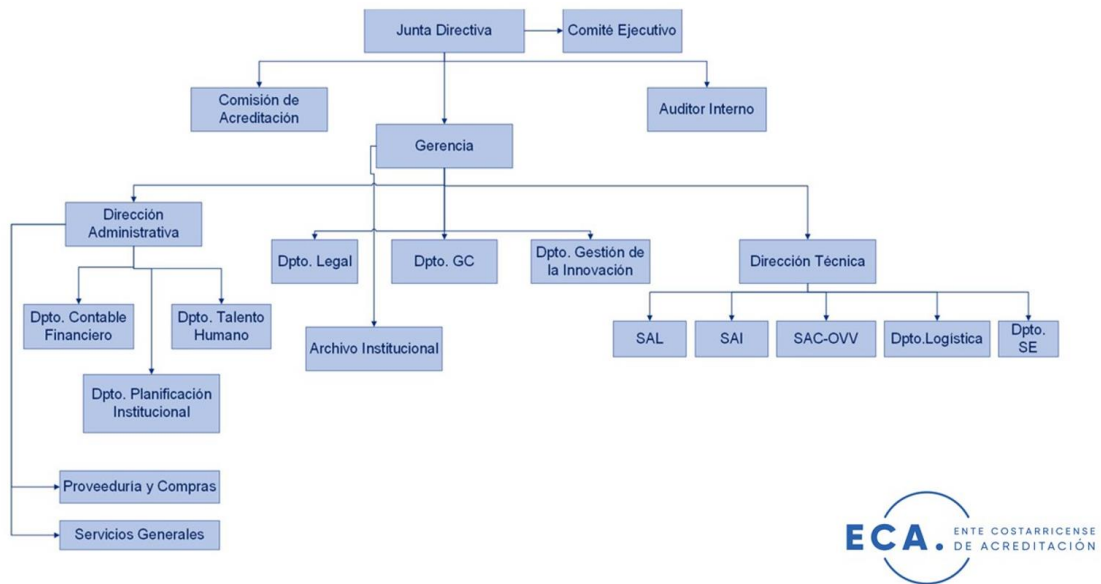 Junta Directiva
Comité Ejecutivo
Comisión de
Acreditación
Auditor Interno
Gerencia
Dirección
Administrativa
Dpto. Legal
Dpto. GC
Dpto. Gestión de
la Innovación
Dirección Técnica
Dpto. Contable
Financiero
Dpto. Talento
Humano
Archivo Institucional
SAL
SAI
SAC-OVV
Dpto.Logística
Dpto.
SE
Dpto. Planificación
Institucional
Proveeduría y Compras
Servicios Generales
ECA.
ENTE COSTARRICENSE
DE ACREDITACIÓN